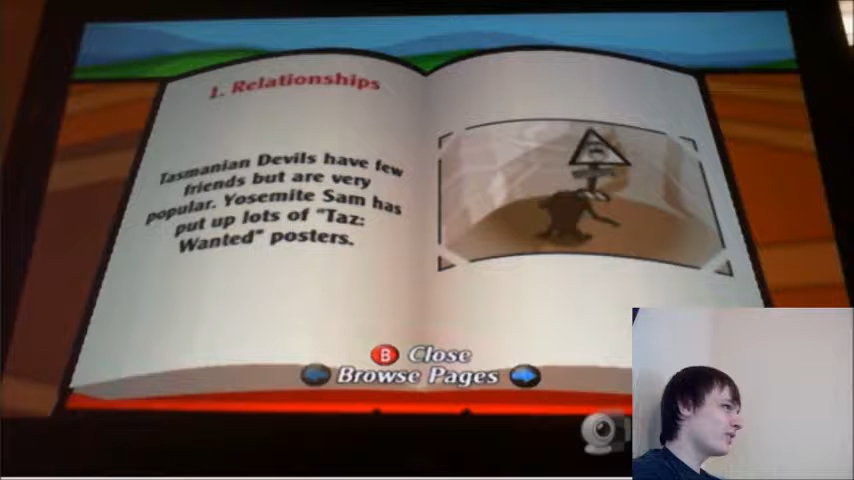 1. Relationships
Tasmanian Devils have few
friends but are very
popular. Yosemite Sam has
put up lots of "Taz:
Wanted" posters.
B Close
Browse Pages